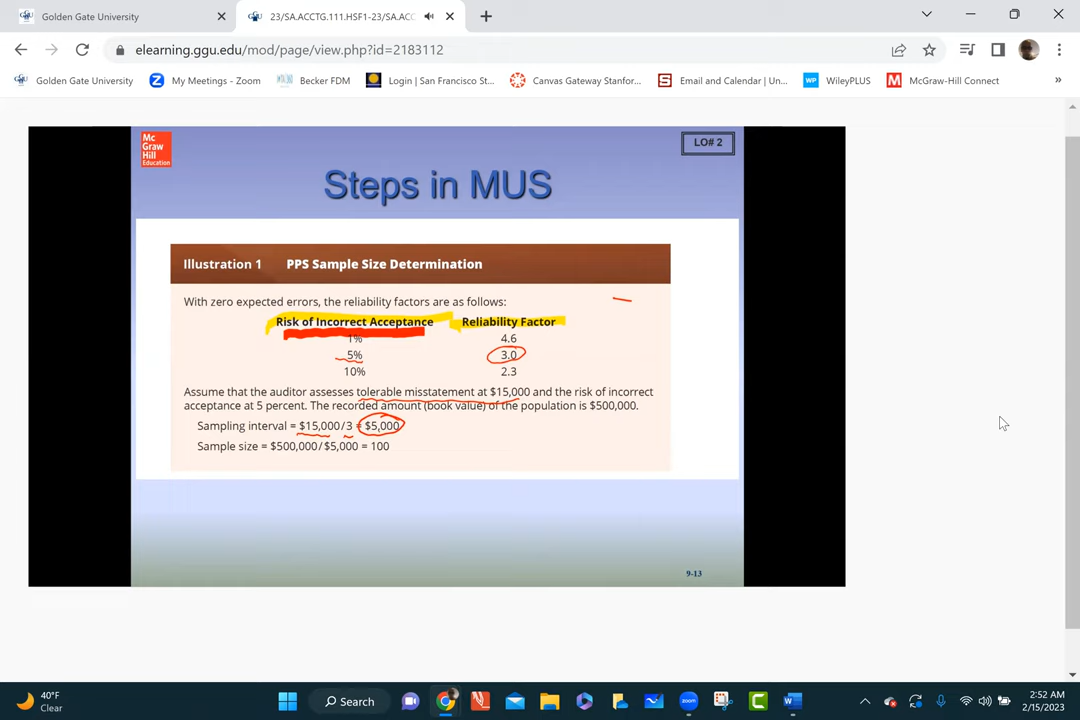 Golden Gate University
23/SA.ACCTG.111.HSF1-23/SA.ACC
elearning.ggu.edu/mod/page/view.php?id=2183112
Golden Gate University
My Meetings - Zoom
Becker FDM
Login | San Francisco St...
Canvas Gateway Stanfor...
Email and Calendar | Un...
WileyPLUS
McGraw-Hill Connect
»
Mc
Graw
Hill
Education
LO# 2
Steps in MUS
Illustration 1 PPS Sample Size Determination
With zero expected errors, the reliability factors are as follows:
Risk of Incorrect Acceptance Reliability Factor
1% 4.6
5% 3.0
10% 2.3
Assume that the auditor assesses tolerable misstatement at $15,000 and the risk of incorrect
acceptance at 5 percent. The recorded amount (book value) of the population is $500,000.
Sampling interval = $15,000/3 = $5,000
Sample size = $500,000/$5,000 = 100
9-13
40°F
Clear
Search
2:52 AM
2/15/2023